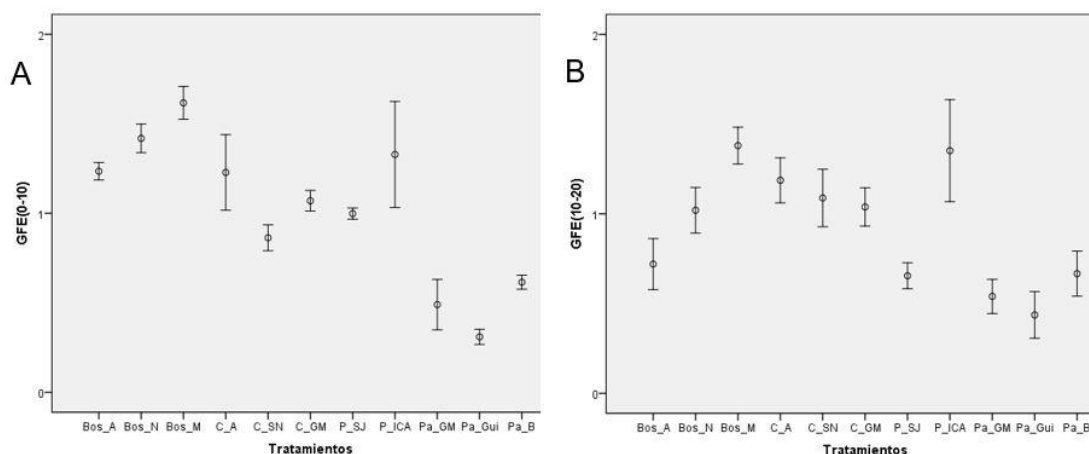 A
GFE(0-10)
2
1
0
Bos_A Bos_N Bos_M C_A C_SN C_GM P_SJ P_ICA Pa_GM Pa_Gui Pa_B
Tratamientos
B
GFE(10-20)
2
1
0
Bos_A Bos_N Bos_M C_A C_SN C_GM P_SJ P_ICA Pa_GM Pa_Gui Pa_B
Tratamientos